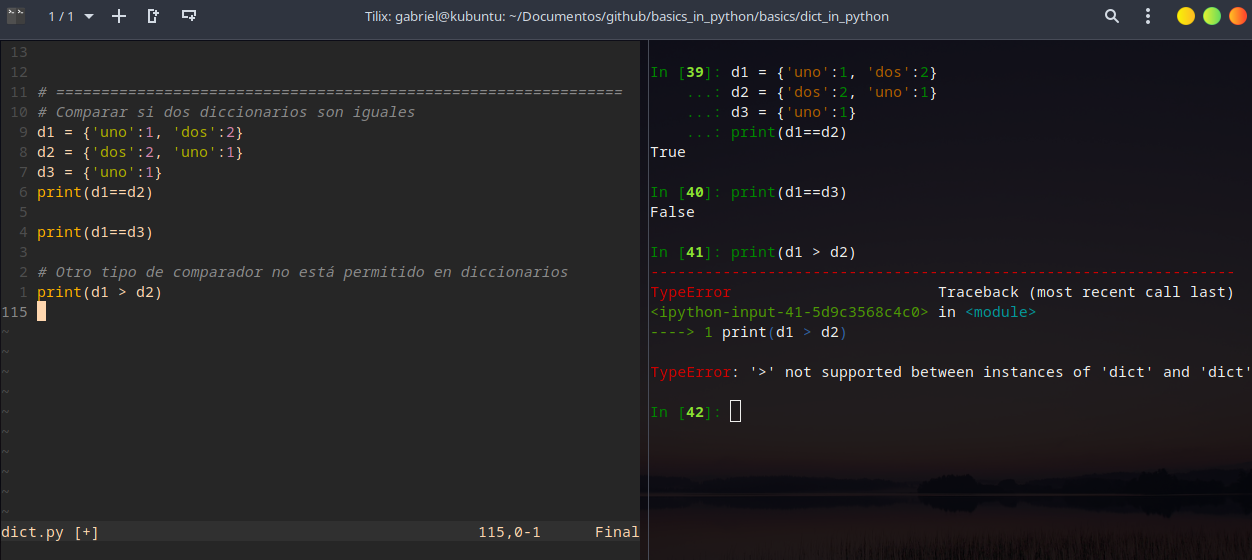 1 / 1
Tilix: gabriel@kubuntu: ~/Documentos/github/basics_in_python/basics/dict_in_python
13
12
11 # ===============================================================
10 # Comparar si dos diccionarios son iguales
9 d1 = {'uno':1, 'dos':2}
8 d2 = {'dos':2, 'uno':1}
7 d3 = {'uno':1}
6 print(d1==d2)
5
4 print(d1==d3)
3
2 # Otro tipo de comparador no está permitido en diccionarios
1 print(d1 > d2)
115
~
~
~
~
~
~
~
~
~
~
dict.py [+] 115,0-1 Final
In [39]: d1 = {'uno':1, 'dos':2}
...: d2 = {'dos':2, 'uno':1}
...: d3 = {'uno':1}
...: print(d1==d2)
True
In [40]: print(d1==d3)
False
In [41]: print(d1 > d2)
-----------------------------------------------------------------
TypeError Traceback (most recent call last)
<ipython-input-41-5d9c3568c4c0> in <module>
----> 1 print(d1 > d2)
TypeError: '>' not supported between instances of 'dict' and 'dict'
In [42]: